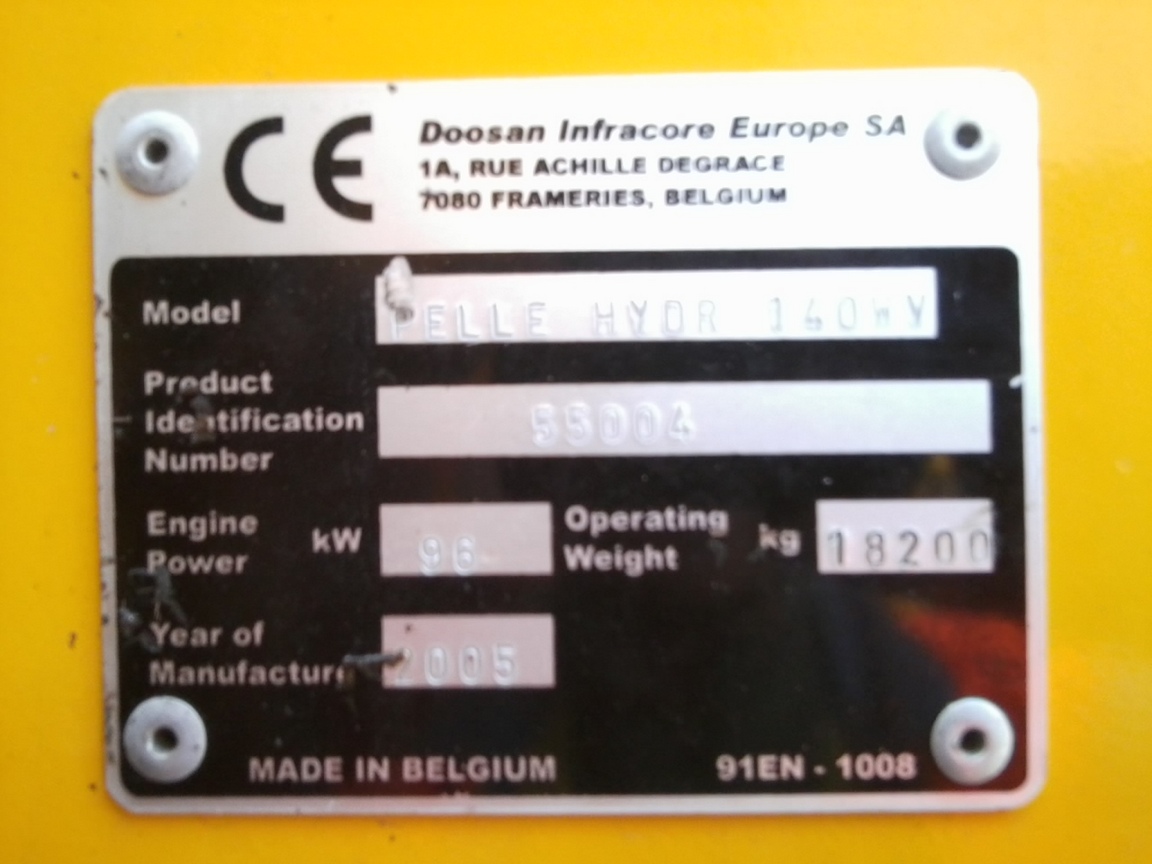 CE
Doosan Infracore Europe SA
1A, RUE ACHILLE DEGRACE
7080 FRAMERIES, BELGIUM
Model PELLE HYDR 140WV
Product
Identification
Number 55004
Engine
Power kW 96
Operating
Weight kg 18200
Year of
Manufacture 2005
MADE IN BELGIUM 91EN - 1008